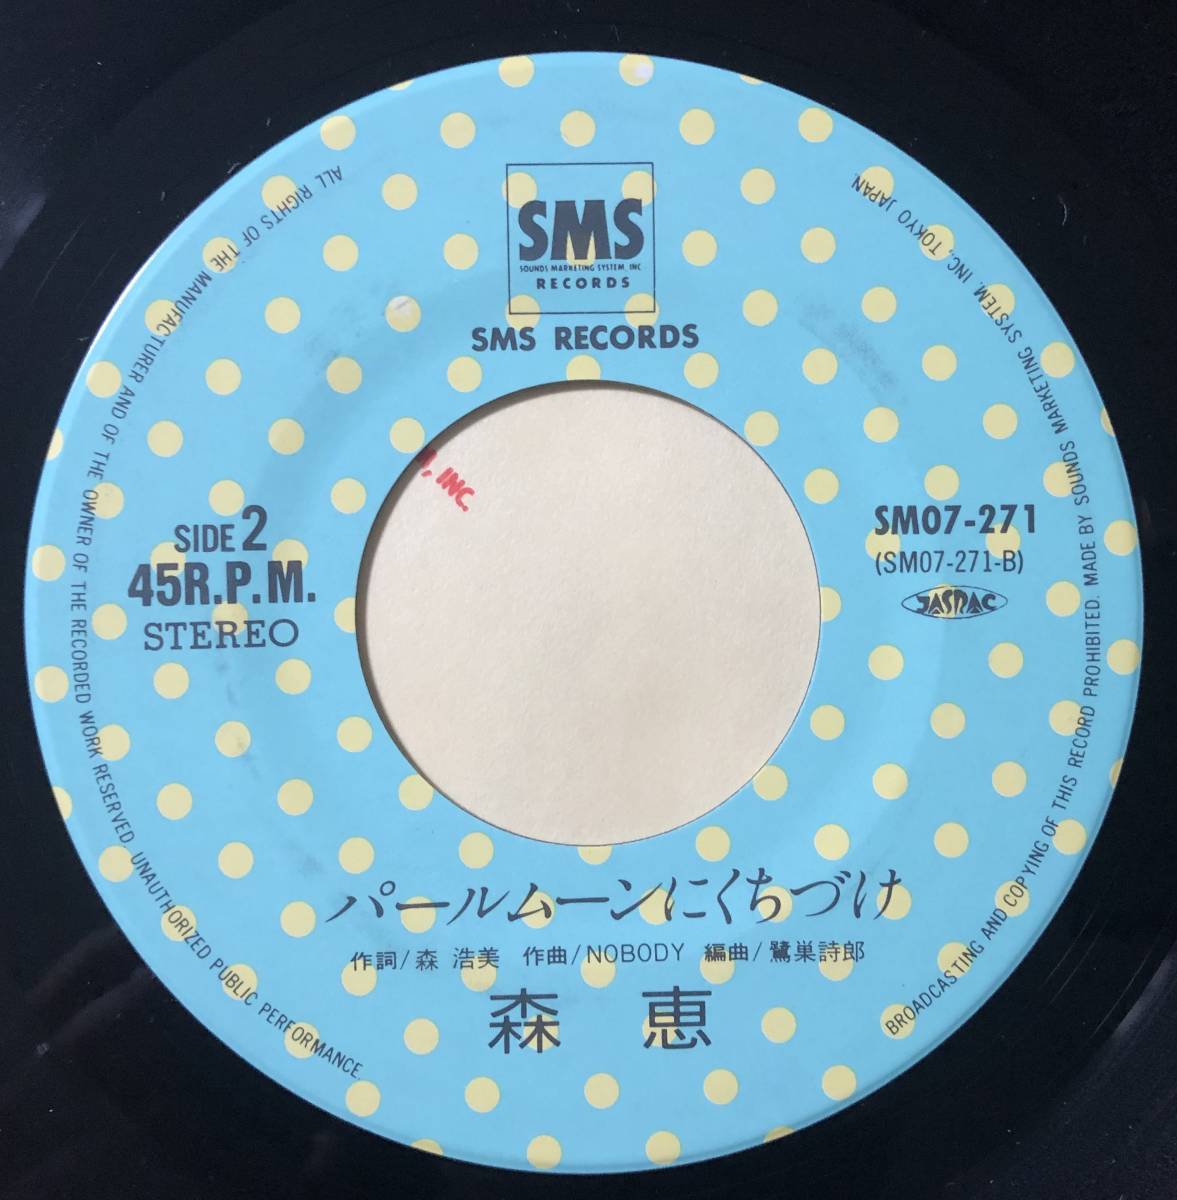 SMS
SOUNDS MARKETING SYSTEM, INC
RECORDS
SMS RECORDS
SIDE 2
45R.P.M.
STEREO
SM07-271
(SM07-271-B)
JASRAC
, INC.
パールムーンにくちづけ
作詞/森 浩美 作曲/NOBODY 編曲/鷺巣詩郎
森 恵
ALL RIGHTS OF THE MANUFACTURER AND OF THE OWNER OF THE RECORDED WORK RESERVED UNAUTHORIZED PUBLIC PERFORMANCE.
BROADCASTING AND COPYING OF THIS RECORD PROHIBITED. MADE BY SOUNDS MARKETING SYSTEM, INC, TOKYO JAPAN